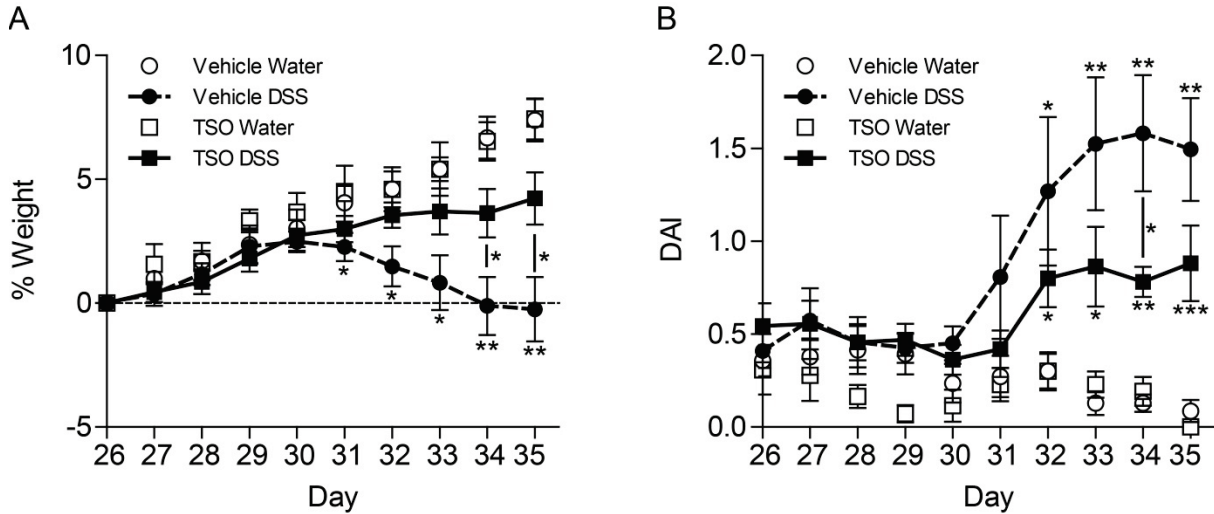 A
% Weight
10
5
0
-5
Vehicle Water
Vehicle DSS
TSO Water
TSO DSS
*
*
*
**
**
*
*
26 27 28 29 30 31 32 33 34 35
Day
B
DAI
2.0
1.5
1.0
0.5
0.0
Vehicle Water
Vehicle DSS
TSO Water
TSO DSS
*
**
**
**
*
*
*
**
***
26 27 28 29 30 31 32 33 34 35
Day